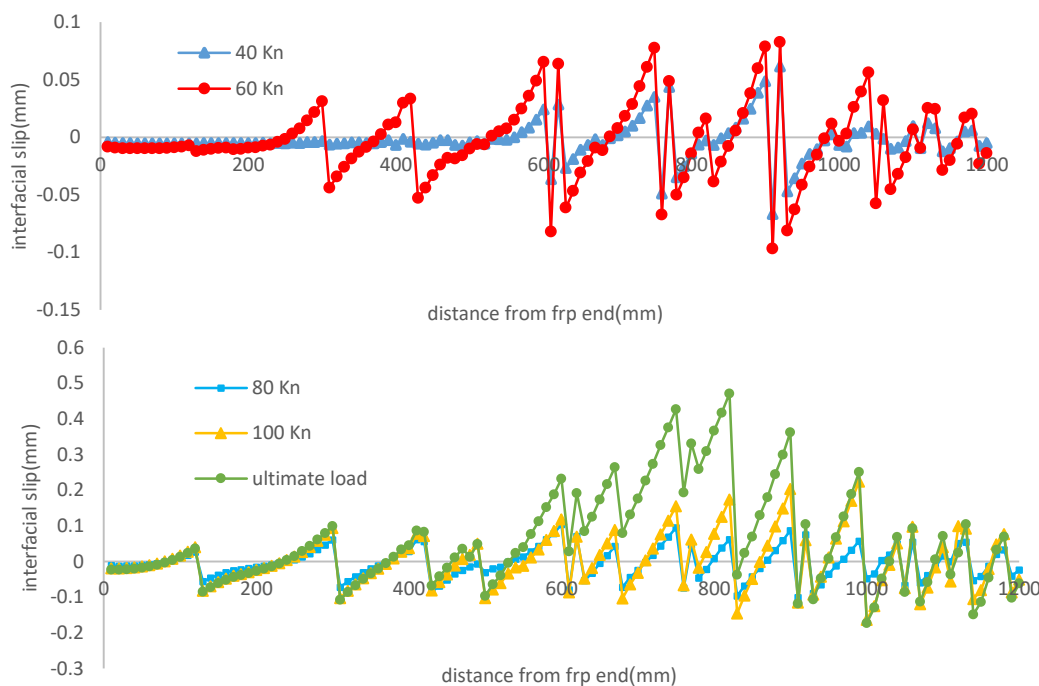 0.1
0.05
0
-0.05
-0.1
-0.15
interfacial slip(mm)
40 Kn
60 Kn
0 200 400 600 800 1000 1200
distance from frp end(mm)
0.6
0.5
0.4
0.3
0.2
0.1
0
-0.1
-0.2
-0.3
interfacial slip(mm)
80 Kn
100 Kn
ultimate load
0 200 400 600 800 1000 1200
distance from frp end(mm)